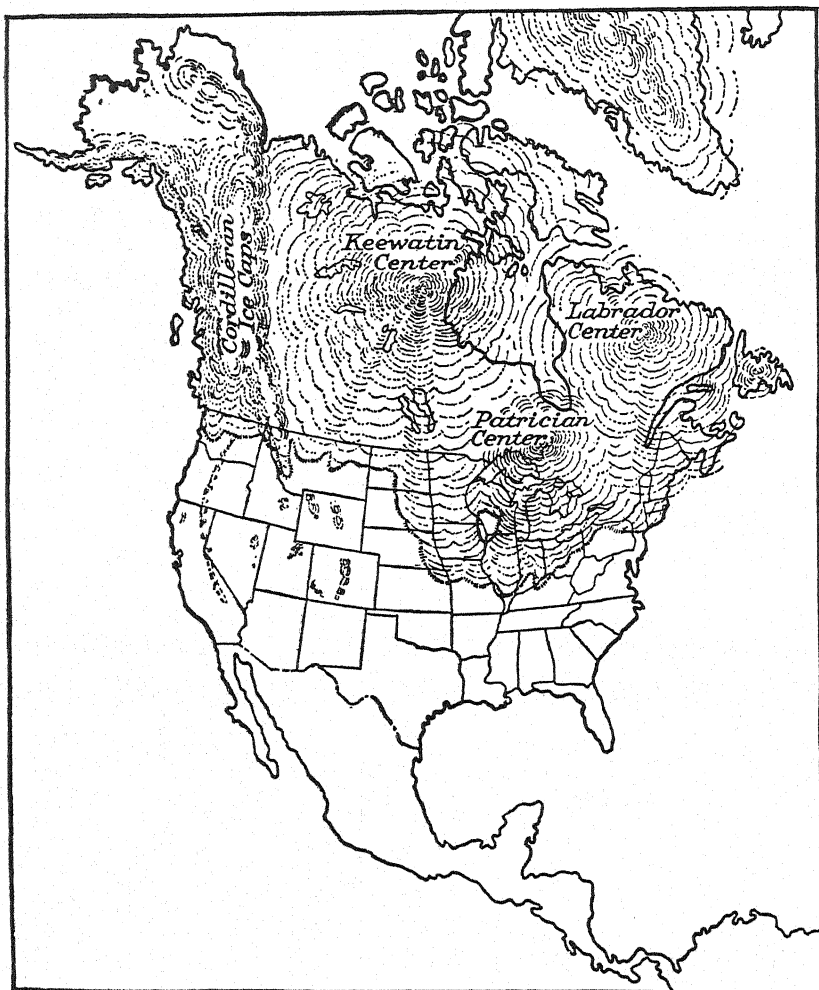 Keewatin
Center
Cordilleran
Ice Caps
Labrador
Center
Patrician
Center